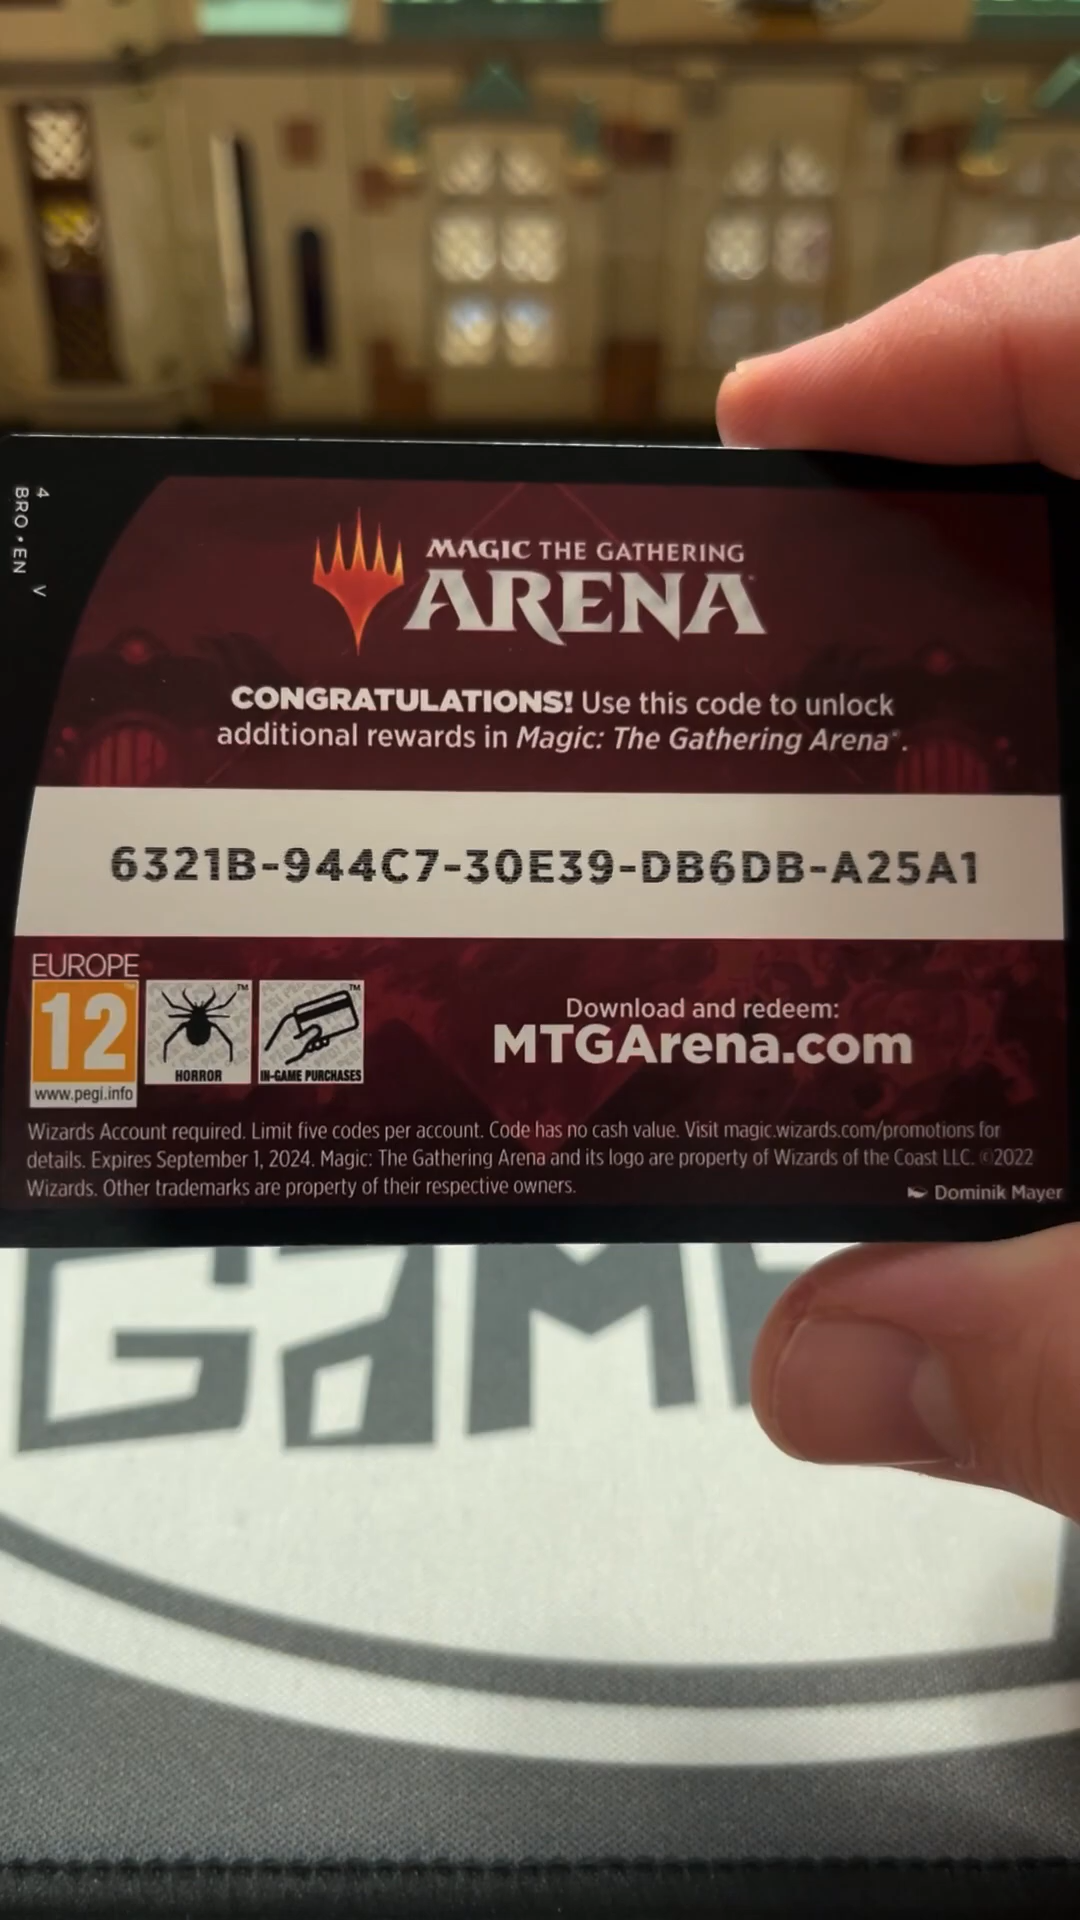 4
BRO • EN V
MAGIC THE GATHERING
ARENA
CONGRATULATIONS! Use this code to unlock
additional rewards in Magic: The Gathering Arena®.
6321B-944C7-30E39-DB6DB-A25A1
EUROPE
12™
www.pegi.info
™
HORROR
™
IN-GAME PURCHASES
Download and redeem:
MTGArena.com
Wizards Account required. Limit five codes per account. Code has no cash value. Visit magic.wizards.com/promotions for
details. Expires September 1, 2024. Magic: The Gathering Arena and its logo are property of Wizards of the Coast LLC. ©2022
Wizards. Other trademarks are property of their respective owners.
Dominik Mayer
GAM